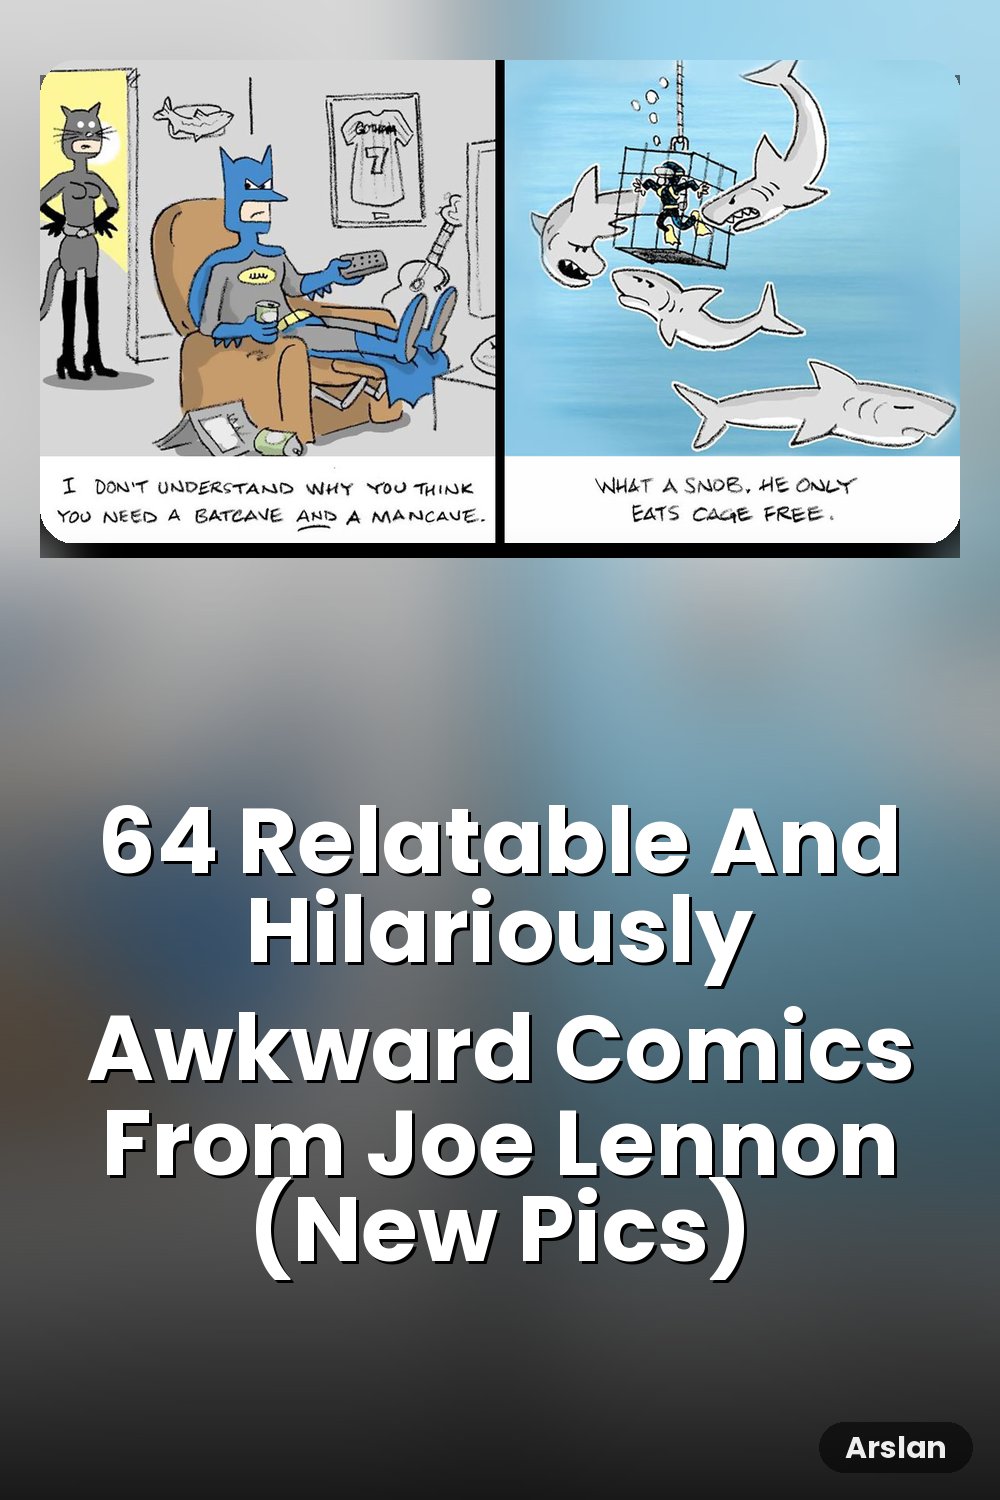 GOTHAM
7
I DON'T UNDERSTAND WHY YOU THINK
YOU NEED A BATCAVE AND A MANCAVE.
WHAT A SNOB. HE ONLY
EATS CAGE FREE.
64 Relatable And
Hilariously
Awkward Comics
From Joe Lennon
(New Pics)
Arslan